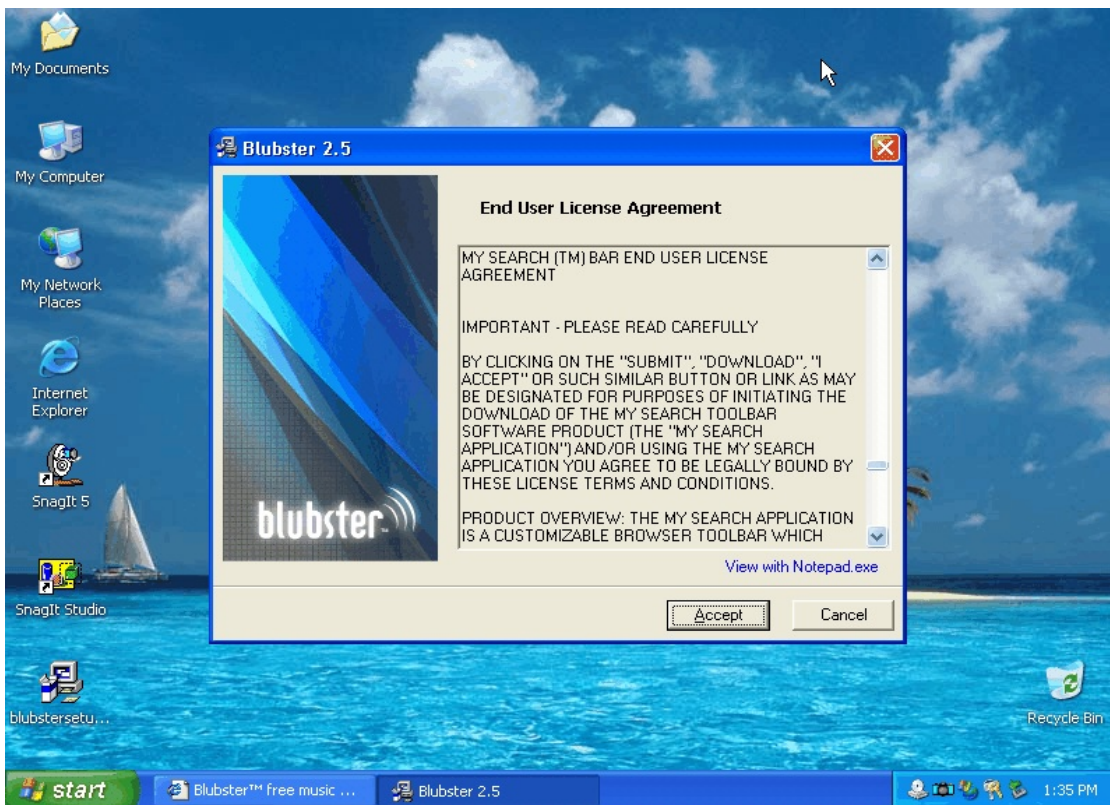 My Documents
My Computer
My Network
Places
Internet
Explorer
SnagIt 5
SnagIt Studio
blubstersetu...
Blubster 2.5
End User License Agreement
MY SEARCH (TM) BAR END USER LICENSE
AGREEMENT
IMPORTANT - PLEASE READ CAREFULLY
BY CLICKING ON THE "SUBMIT", "DOWNLOAD", "I
ACCEPT" OR SUCH SIMILAR BUTTON OR LINK AS MAY
BE DESIGNATED FOR PURPOSES OF INITIATING THE
DOWNLOAD OF THE MY SEARCH TOOLBAR
SOFTWARE PRODUCT (THE "MY SEARCH
APPLICATION") AND/OR USING THE MY SEARCH
APPLICATION YOU AGREE TO BE LEGALLY BOUND BY
THESE LICENSE TERMS AND CONDITIONS.
PRODUCT OVERVIEW: THE MY SEARCH APPLICATION
IS A CUSTOMIZABLE BROWSER TOOLBAR WHICH
blubster
View with Notepad.exe
Accept
Cancel
Recycle Bin
start
Blubster™ free music ...
Blubster 2.5
1:35 PM